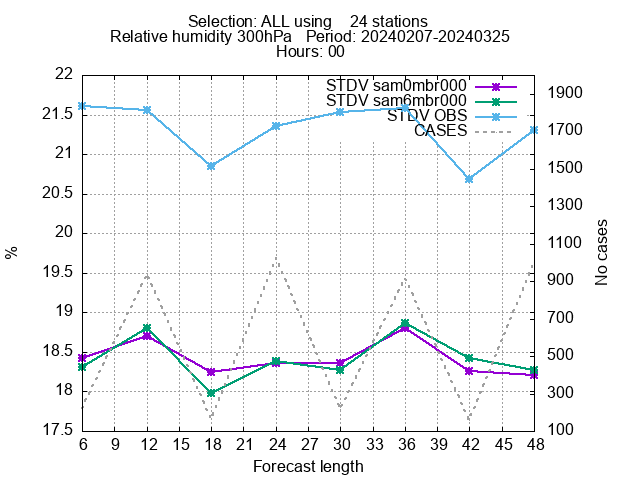 Selection: ALL using    24 stations
Relative humidity 300hPa   Period: 20240207-20240325
Hours: 00
STDV sam0mbr000
STDV sam6mbr000
STDV OBS
CASES
22
21.5
21
20.5
20
19.5
19
18.5
18
17.5
%
1900
1700
1500
1300
1100
900
700
500
300
100
No cases
6 9 12 15 18 21 24 27 30 33 36 39 42 45 48
Forecast length